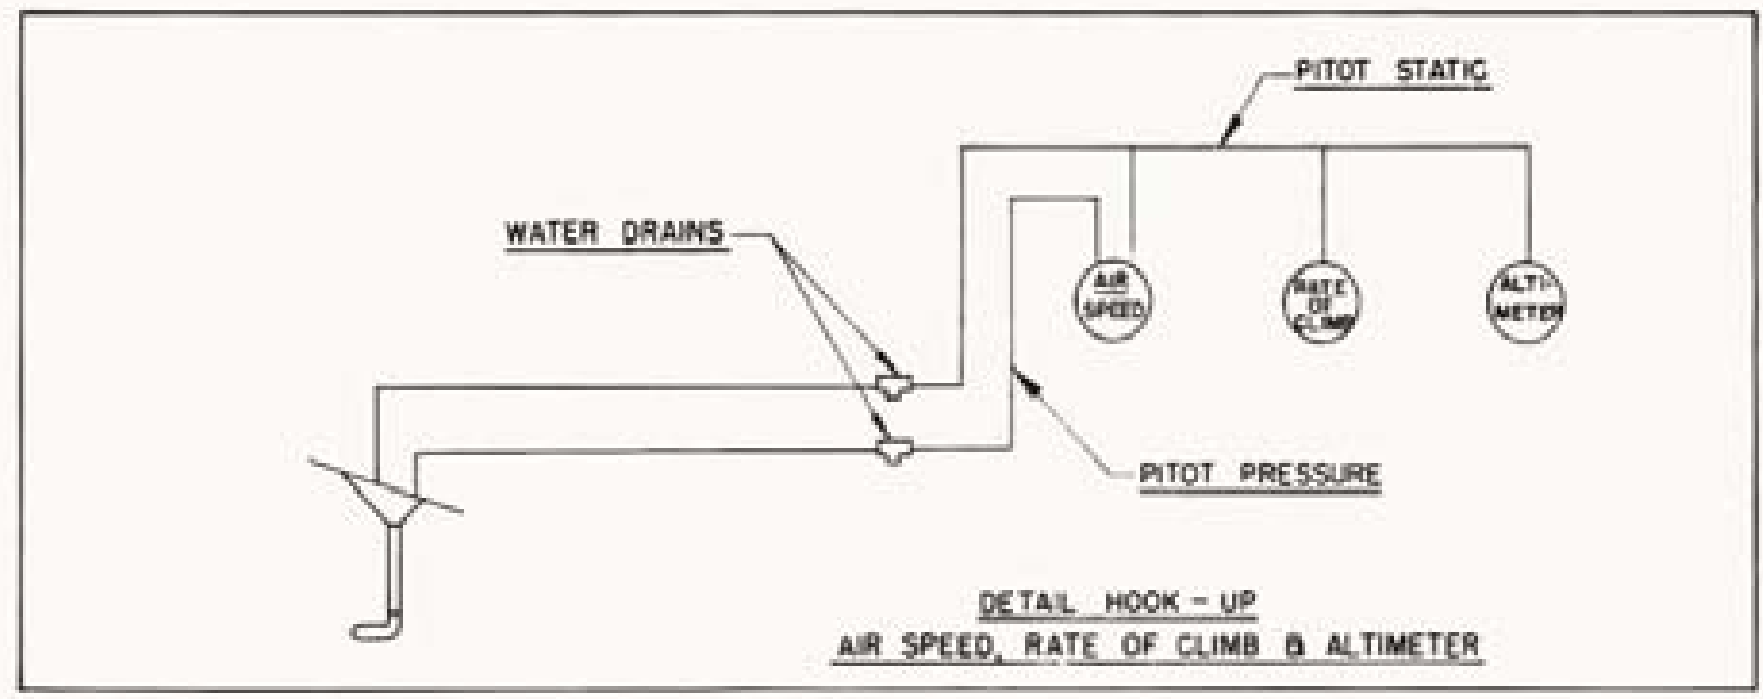 PITOT STATIC
WATER DRAINS
AIR
SPEED
RATE
OF
CLIMB
ALTI-
METER
PITOT PRESSURE
DETAIL HOOK-UP
AIR SPEED, RATE OF CLIMB & ALTIMETER